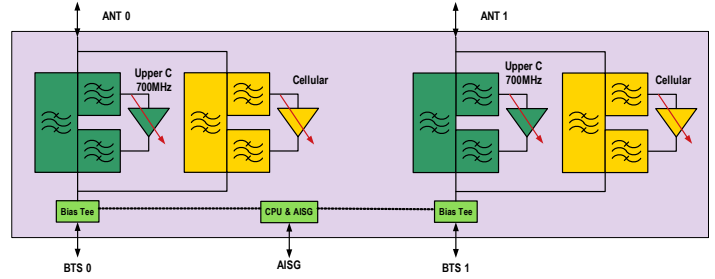 ANT 0
ANT 1
Upper C
700MHz
Cellular
Upper C
700MHz
Cellular
Bias Tee
CPU & AISG
Bias Tee
BTS 0
AISG
BTS 1